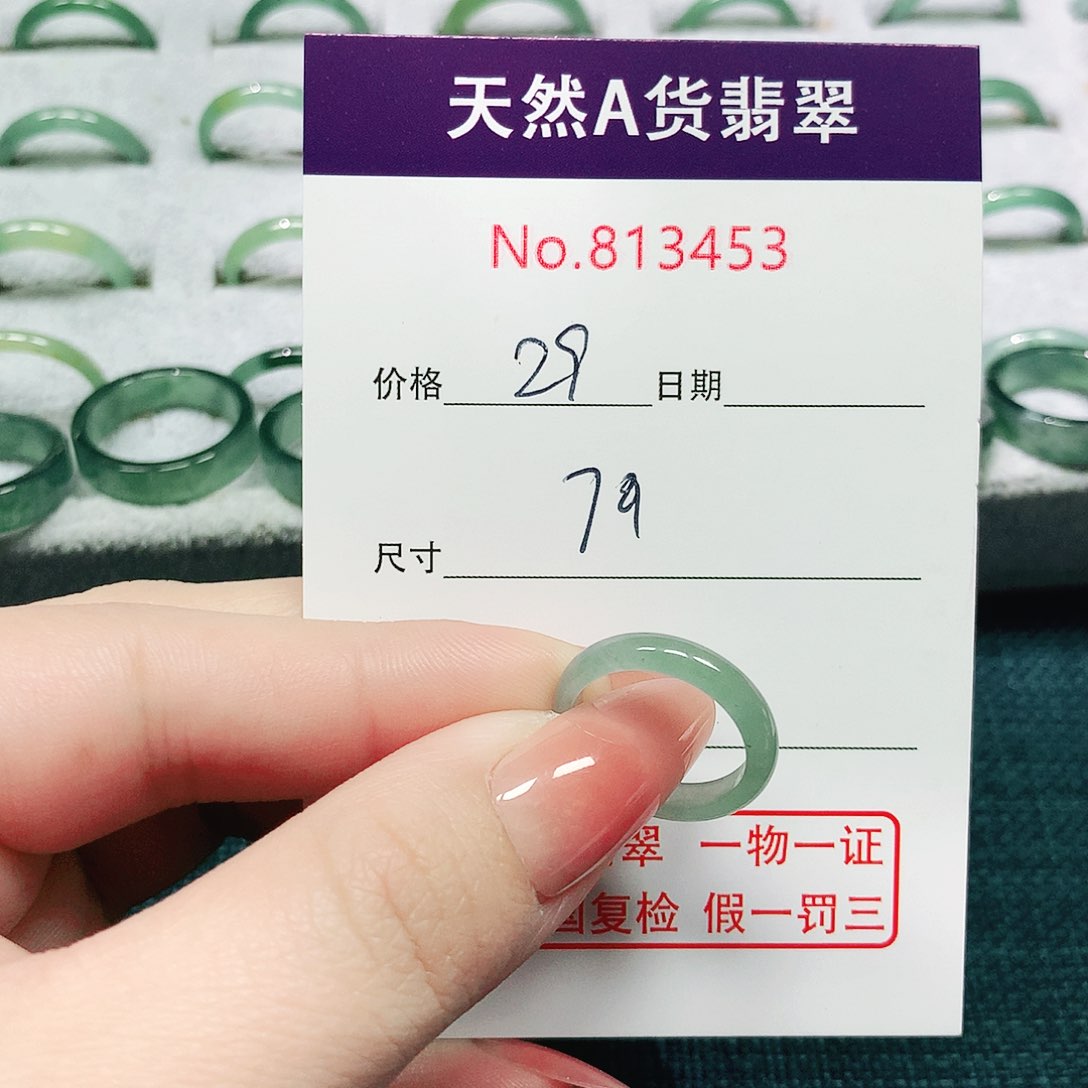 天然A货翡翠
No.813453
价格 29 日期
79
尺寸
翠 一物一证
国复检 假一罚三